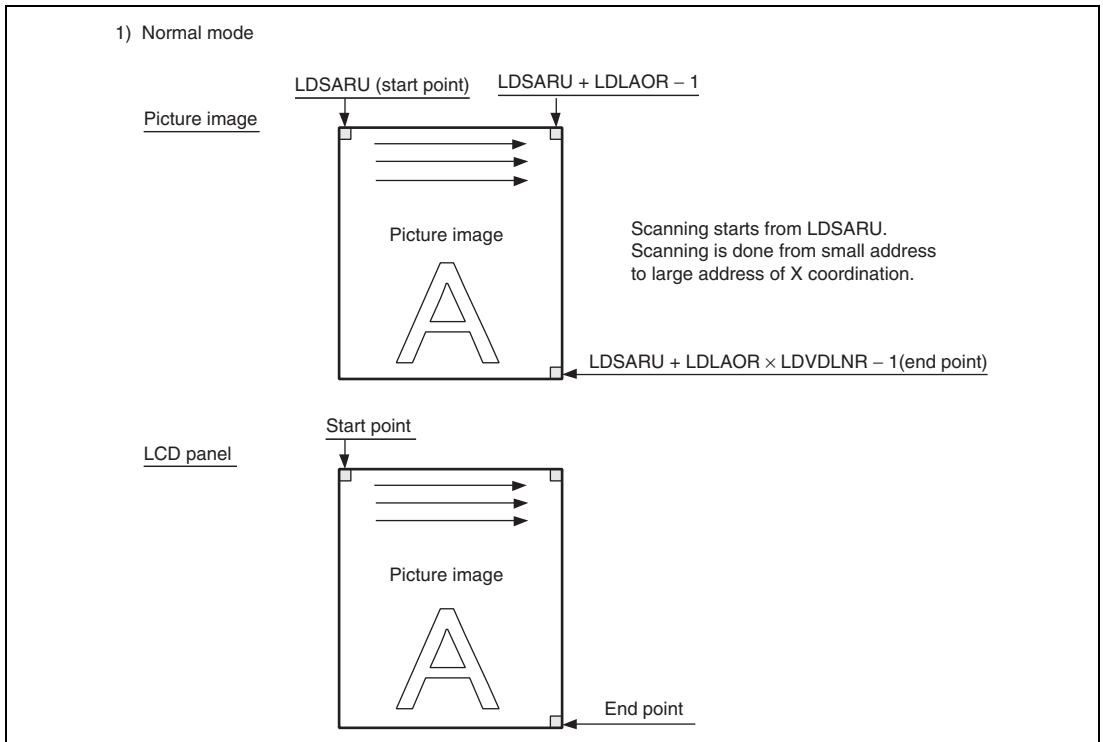 1) Normal mode
LDSARU (start point)
LDSARU + LDLAOR – 1
Picture image
Picture image
Scanning starts from LDSARU.
Scanning is done from small address
to large address of X coordination.
A
LDSARU + LDLAOR × LDVDLNR – 1(end point)
Start point
LCD panel
Picture image
A
End point